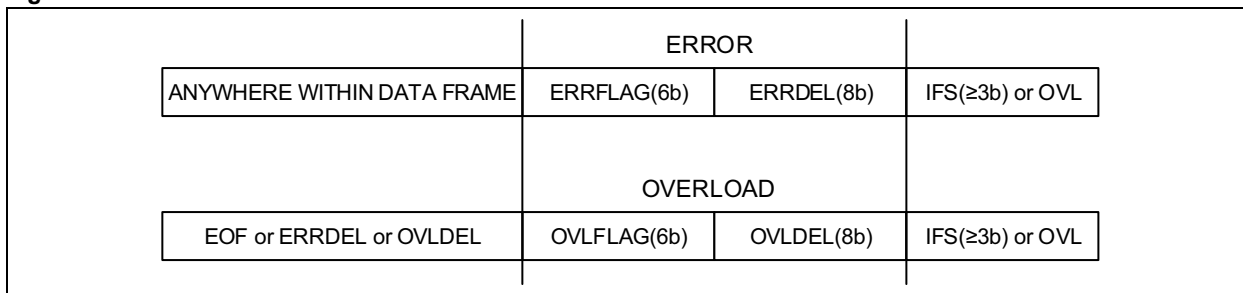 ERROR
ANYWHERE WITHIN DATA FRAME ERRFLAG(6b) ERRDEL(8b) IFS(≥3b) or OVL
OVERLOAD
EOF or ERRDEL or OVLDEL OVLFLAG(6b) OVLDEL(8b) IFS(≥3b) or OVL